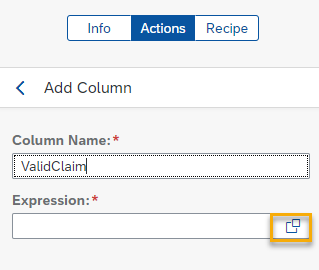 Info Actions Recipe
Add Column
Column Name:*
ValidClaim
Expression:*